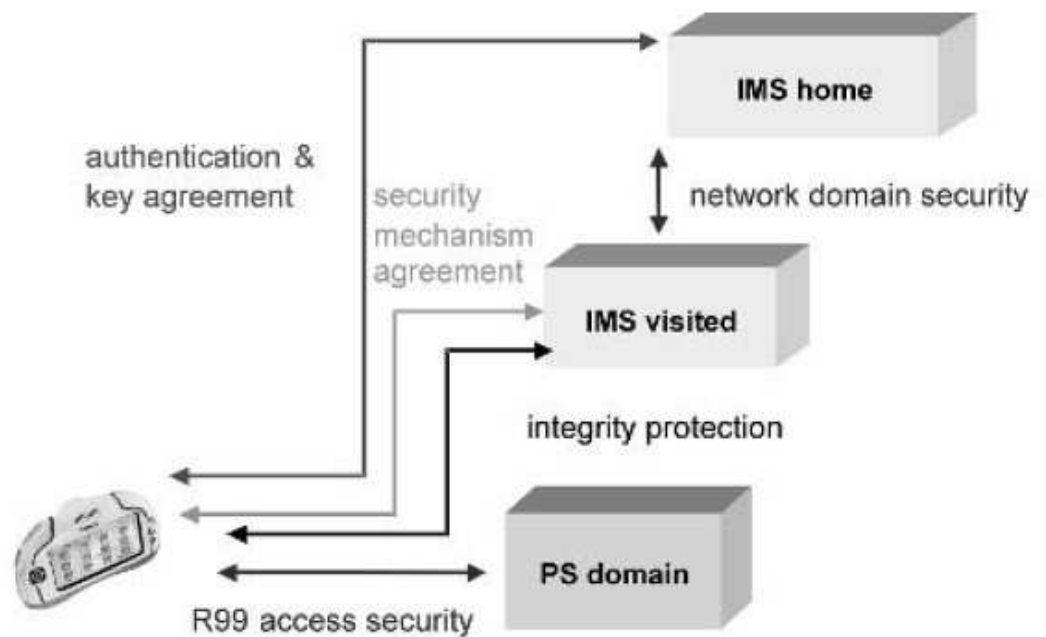 IMS home
authentication &
key agreement
security
mechanism
agreement
network domain security
IMS visited
integrity protection
PS domain
R99 access security